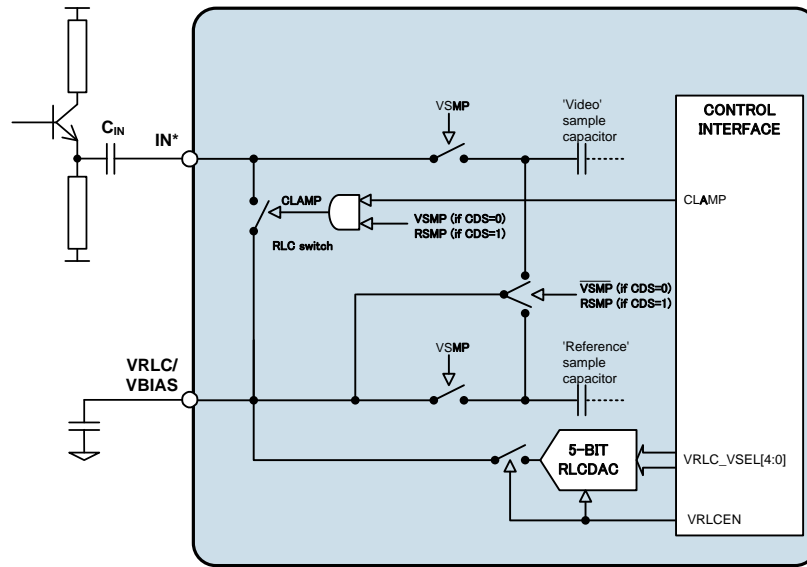 CIN
IN*
VSMP
'Video'
sample
capacitor
CONTROL
INTERFACE
CLAMP
CLAMP
VSMP (if CDS=0)
RSMP (if CDS=1)
RLC switch
V̅S̅M̅P̅ (if CDS=0)
RSMP (if CDS=1)
VRLC/
VBIAS
VSMP
'Reference'
sample
capacitor
5-BIT
RLCDAC
VRLC_VSEL[4:0]
VRLCEN